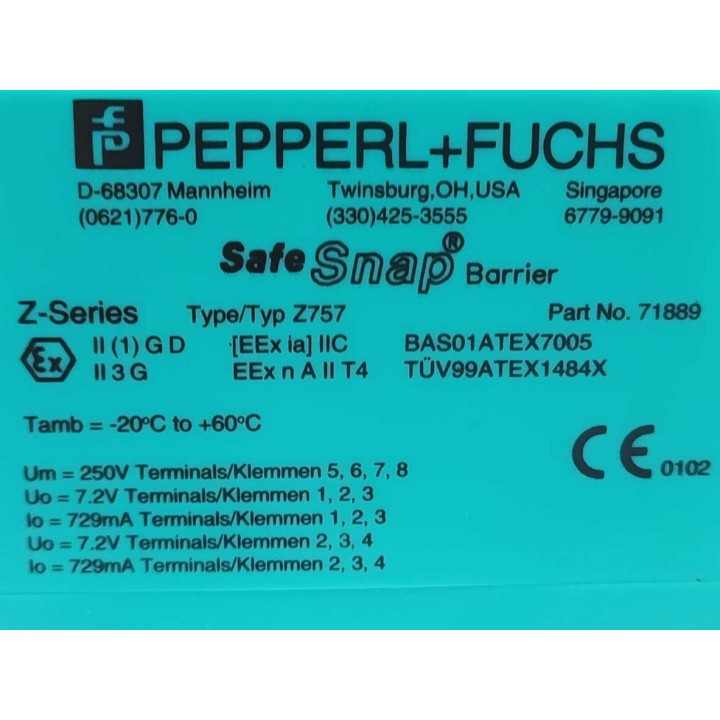 PEPPERL+FUCHS
D-68307 Mannheim Twinsburg,OH,USA Singapore
(0621)776-0 (330)425-3555 6779-9091
Safe Snap® Barrier
Z-Series Type/Typ Z757 Part No. 71889
Ex II (1) G D [EEx ia] IIC BAS01ATEX7005
II 3 G EEx n A II T4 TÜV99ATEX1484X
Tamb = -20ºC to +60ºC
CE 0102
Um = 250V Terminals/Klemmen 5, 6, 7, 8
Uo = 7.2V Terminals/Klemmen 1, 2, 3
Io = 729mA Terminals/Klemmen 1, 2, 3
Uo = 7.2V Terminals/Klemmen 2, 3, 4
Io = 729mA Terminals/Klemmen 2, 3, 4